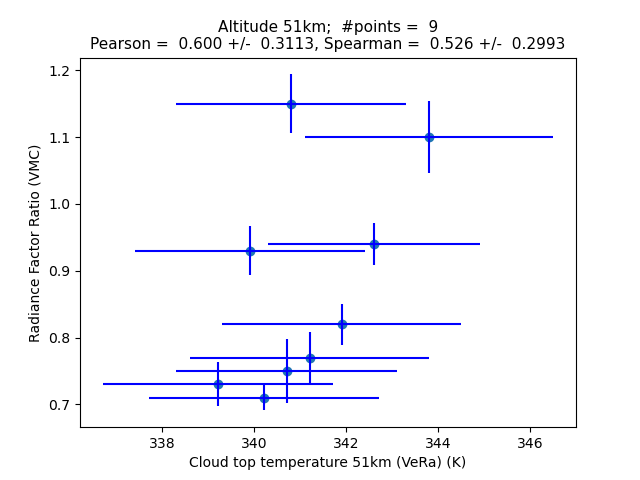 Altitude 51km;  #points =  9
Pearson =  0.600 +/-  0.3113, Spearman =  0.526 +/-  0.2993
1.2
1.1
1.0
0.9
0.8
0.7
Radiance Factor Ratio (VMC)
338
340
342
344
346
Cloud top temperature 51km (VeRa) (K)